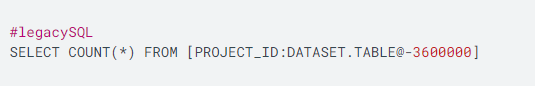 #legacySQL
SELECT COUNT(*) FROM [PROJECT_ID:DATASET.TABLE@-3600000]